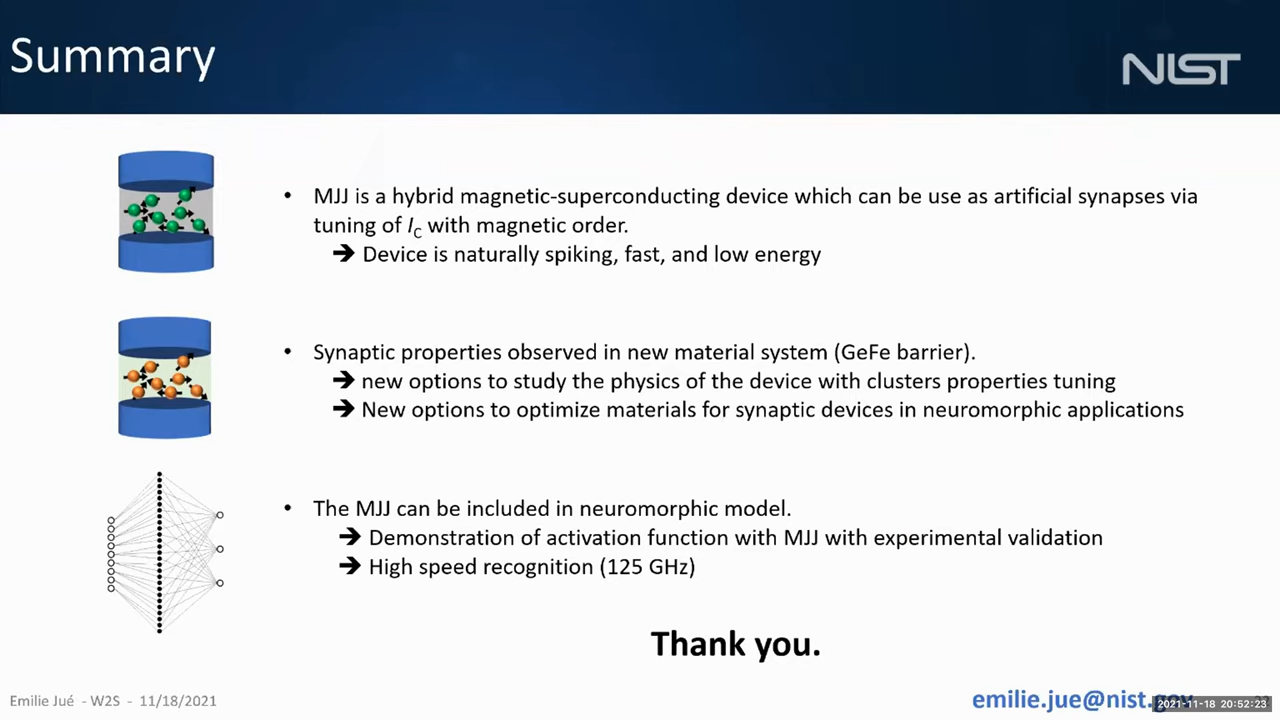 Summary
NIST
• MJJ is a hybrid magnetic-superconducting device which can be use as artificial synapses via
tuning of IC with magnetic order.
➔ Device is naturally spiking, fast, and low energy
• Synaptic properties observed in new material system (GeFe barrier).
➔ new options to study the physics of the device with clusters properties tuning
➔ New options to optimize materials for synaptic devices in neuromorphic applications
• The MJJ can be included in neuromorphic model.
➔ Demonstration of activation function with MJJ with experimental validation
➔ High speed recognition (125 GHz)
Thank you.
Emilie Jué - W2S - 11/18/2021
emilie.jue@nist.gov
2021-11-18 20:52:23